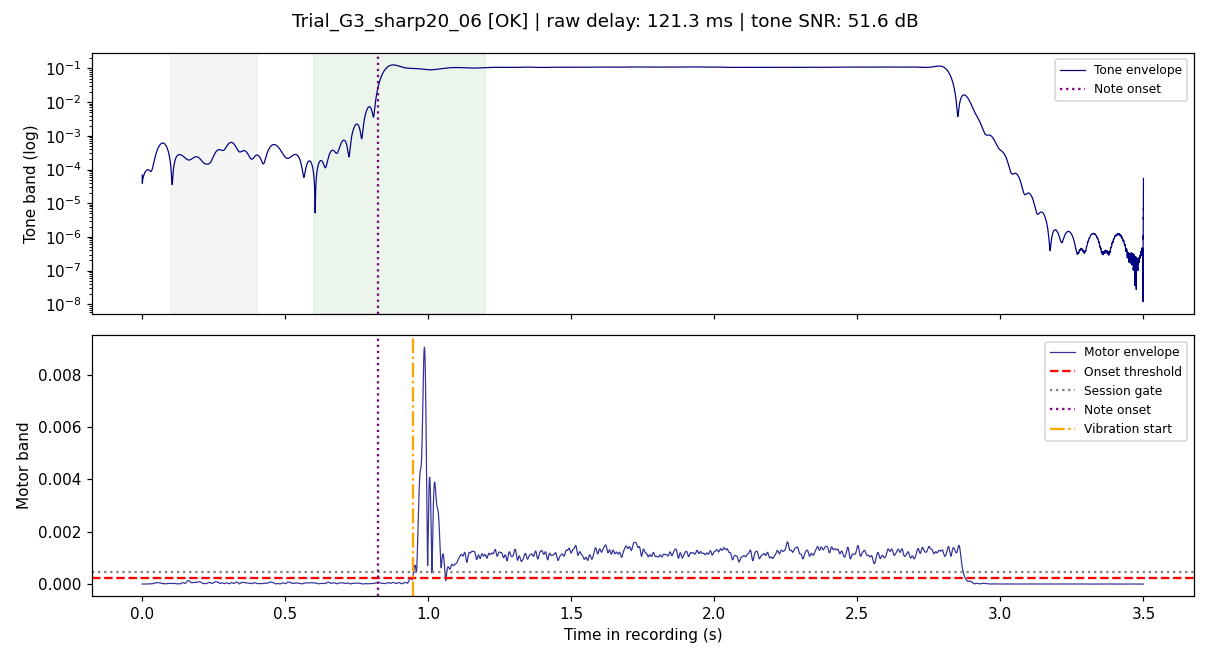 Trial_G3_sharp20_06 [OK] | raw delay: 121.3 ms | tone SNR: 51.6 dB
Tone band (log)
10⁻¹
10⁻²
10⁻³
10⁻⁴
10⁻⁵
10⁻⁶
10⁻⁷
10⁻⁸
Tone envelope
Note onset
Motor band
0.008
0.006
0.004
0.002
0.000
Motor envelope
Onset threshold
Session gate
Note onset
Vibration start
0.0 0.5 1.0 1.5 2.0 2.5 3.0 3.5
Time in recording (s)